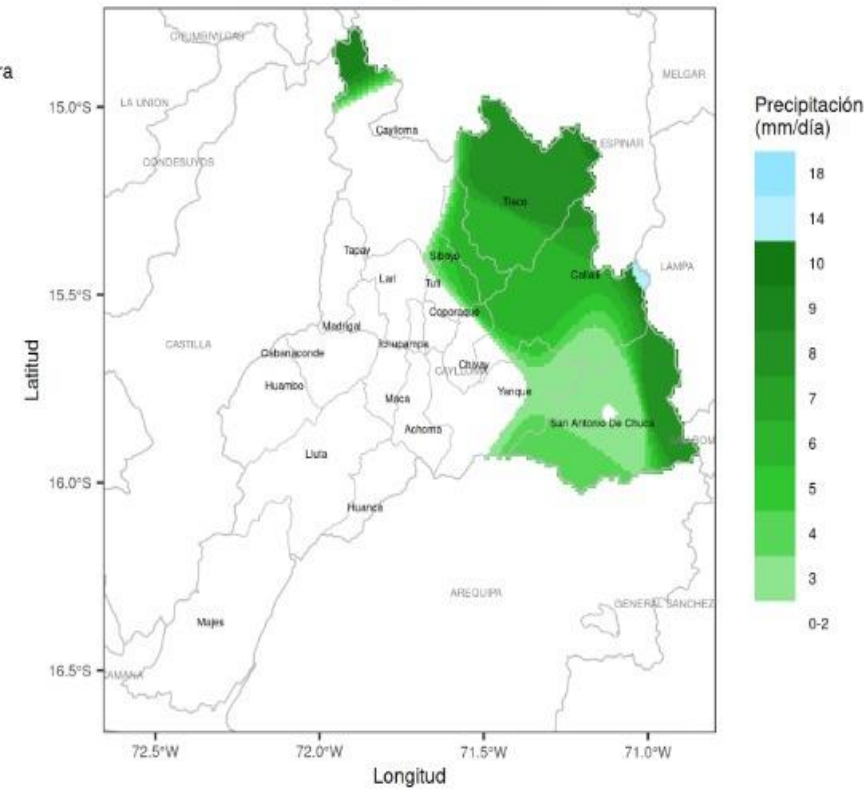 ra
CHUMBIVILCAS
LA UNION
CONDESUYOS
MELGAR
ESPINAR
LAMPA
CASTILLA
CAYLLOMA
AREQUIPA
GENERAL SANCHEZ
Caylloma
Tisco
Sibayo
Callalli
Tapay
Lari
Tuti
Coporaque
Madrigal
Ichupampa
Cabanaconde
Chivay
Huambo
Yanque
Maca
San Antonio De Chuca
Achoma
Lluta
Huanca
Majes
15.0°S
15.5°S
16.0°S
16.5°S
Latitud
72.5°W
72.0°W
71.5°W
71.0°W
Longitud
Precipitación
(mm/día)
18
14
10
9
8
7
6
5
4
3
0-2